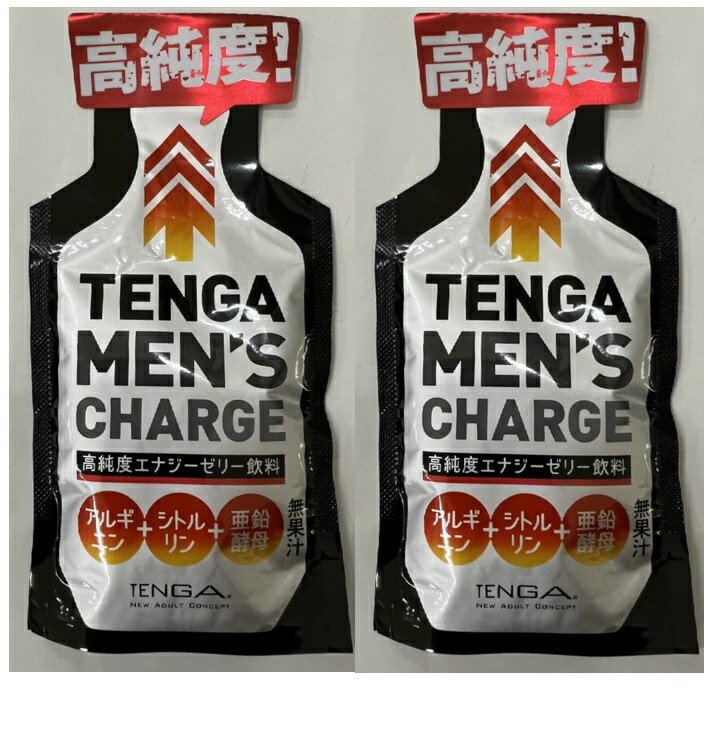 高純度!
TENGA
MEN'S
CHARGE
高純度エナジーゼリー飲料
アルギニン+シトルリン+亜鉛酵母
無果汁
TENGA®
NEW ADULT CONCEPT
高純度!
TENGA
MEN'S
CHARGE
高純度エナジーゼリー飲料
アルギニン+シトルリン+亜鉛酵母
無果汁
TENGA®
NEW ADULT CONCEPT